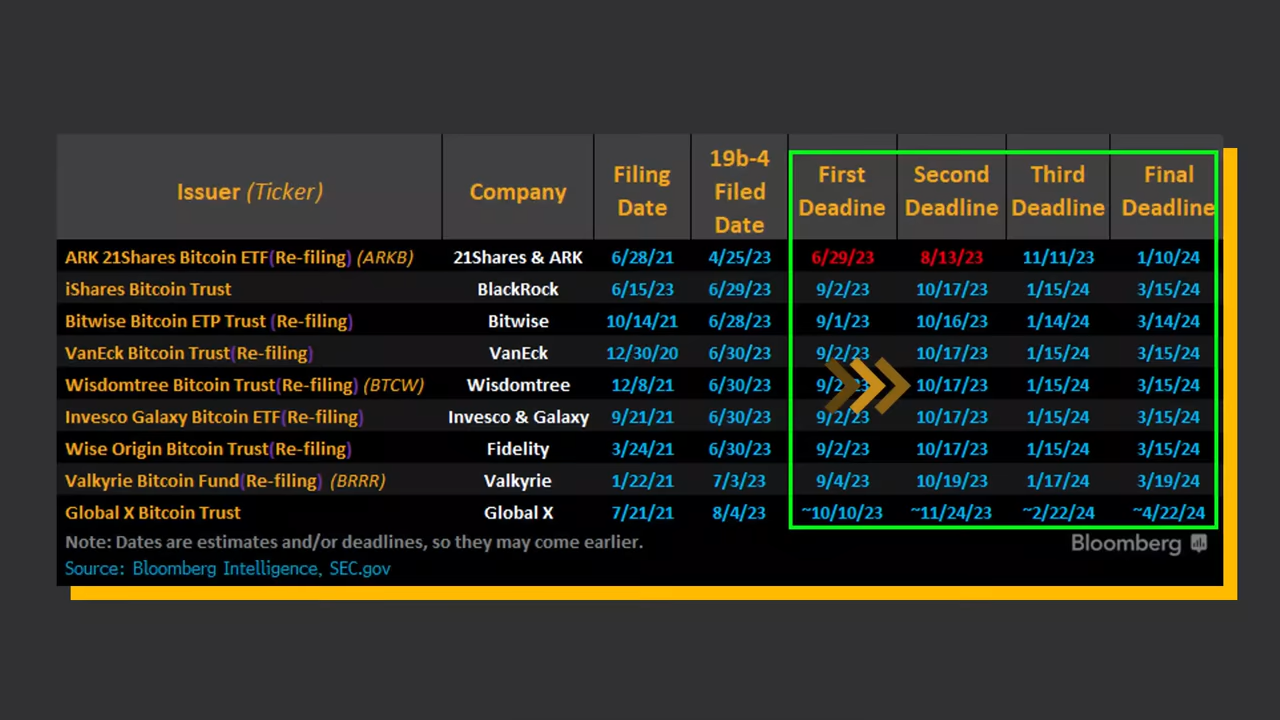 Issuer (Ticker) Company Filing Date 19b-4 Filed Date First Deadline Second Deadline Third Deadline Final Deadline
ARK 21Shares Bitcoin ETF(Re-filing) (ARKB) 21Shares & ARK 6/28/21 4/25/23 6/29/23 8/13/23 11/11/23 1/10/24
iShares Bitcoin Trust BlackRock 6/15/23 6/29/23 9/2/23 10/17/23 1/15/24 3/15/24
Bitwise Bitcoin ETP Trust (Re-filing) Bitwise 10/14/21 6/28/23 9/1/23 10/16/23 1/14/24 3/14/24
VanEck Bitcoin Trust(Re-filing) VanEck 12/30/20 6/30/23 9/2/23 10/17/23 1/15/24 3/15/24
Wisdomtree Bitcoin Trust(Re-filing) (BTCW) Wisdomtree 12/8/21 6/30/23 9/2/23 10/17/23 1/15/24 3/15/24
Invesco Galaxy Bitcoin ETF(Re-filing) Invesco & Galaxy 9/21/21 6/30/23 9/2/23 10/17/23 1/15/24 3/15/24
Wise Origin Bitcoin Trust(Re-filing) Fidelity 3/24/21 6/30/23 9/2/23 10/17/23 1/15/24 3/15/24
Valkyrie Bitcoin Fund(Re-filing) (BRRR) Valkyrie 1/22/21 7/3/23 9/4/23 10/19/23 1/17/24 3/19/24
Global X Bitcoin Trust Global X 7/21/21 8/4/23 ~10/10/23 ~11/24/23 ~2/22/24 ~4/22/24
Note: Dates are estimates and/or deadlines, so they may come earlier. Bloomberg
Source: Bloomberg Intelligence, SEC.gov